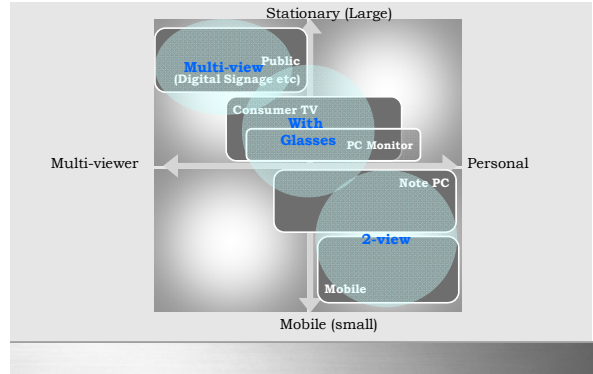 Stationary (Large)
Public
Multi-view
(Digital Signage etc)
Consumer TV
With
Glasses
PC Monitor
Multi-viewer
Personal
Note PC
2-view
Mobile
Mobile (small)